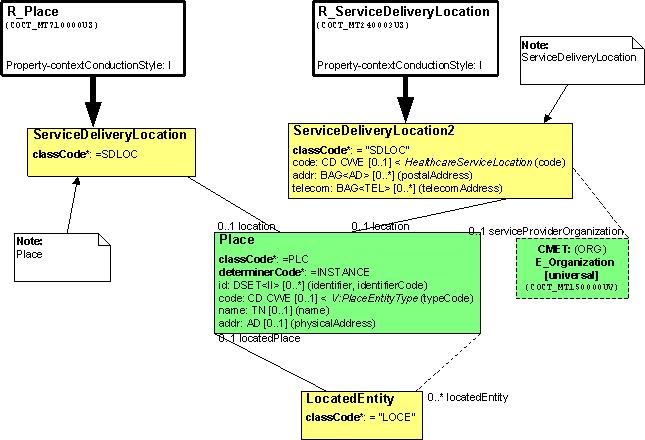 R_Place
(COCT_MT710000US)
Property-contextConductionStyle: I
R_ServiceDeliveryLocation
(COCT_MT240003US)
Property-contextConductionStyle: I
Note:
ServiceDeliveryLocation
ServiceDeliveryLocation
classCode*: =SDLOC
ServiceDeliveryLocation2
classCode*: = "SDLOC"
code: CD CWE [0..1] < HealthcareServiceLocation (code)
addr: BAG<AD> [0..*] (postalAddress)
telecom: BAG<TEL> [0..*] (telecomAddress)
Note:
Place
0..1 location
0..1 location
0..1 serviceProviderOrganization
Place
classCode*: =PLC
determinerCode*: =INSTANCE
id: DSET<II> [0..*] (identifier, identifierCode)
code: CD CWE [0..1] < V:PlaceEntityType (typeCode)
name: TN [0..1] (name)
addr: AD [0..1] (physicalAddress)
CMET: (ORG)
E_Organization
[universal]
(COCT_MT150000UV)
0..1 locatedPlace
0..* locatedEntity
LocatedEntity
classCode*: = "LOCE"